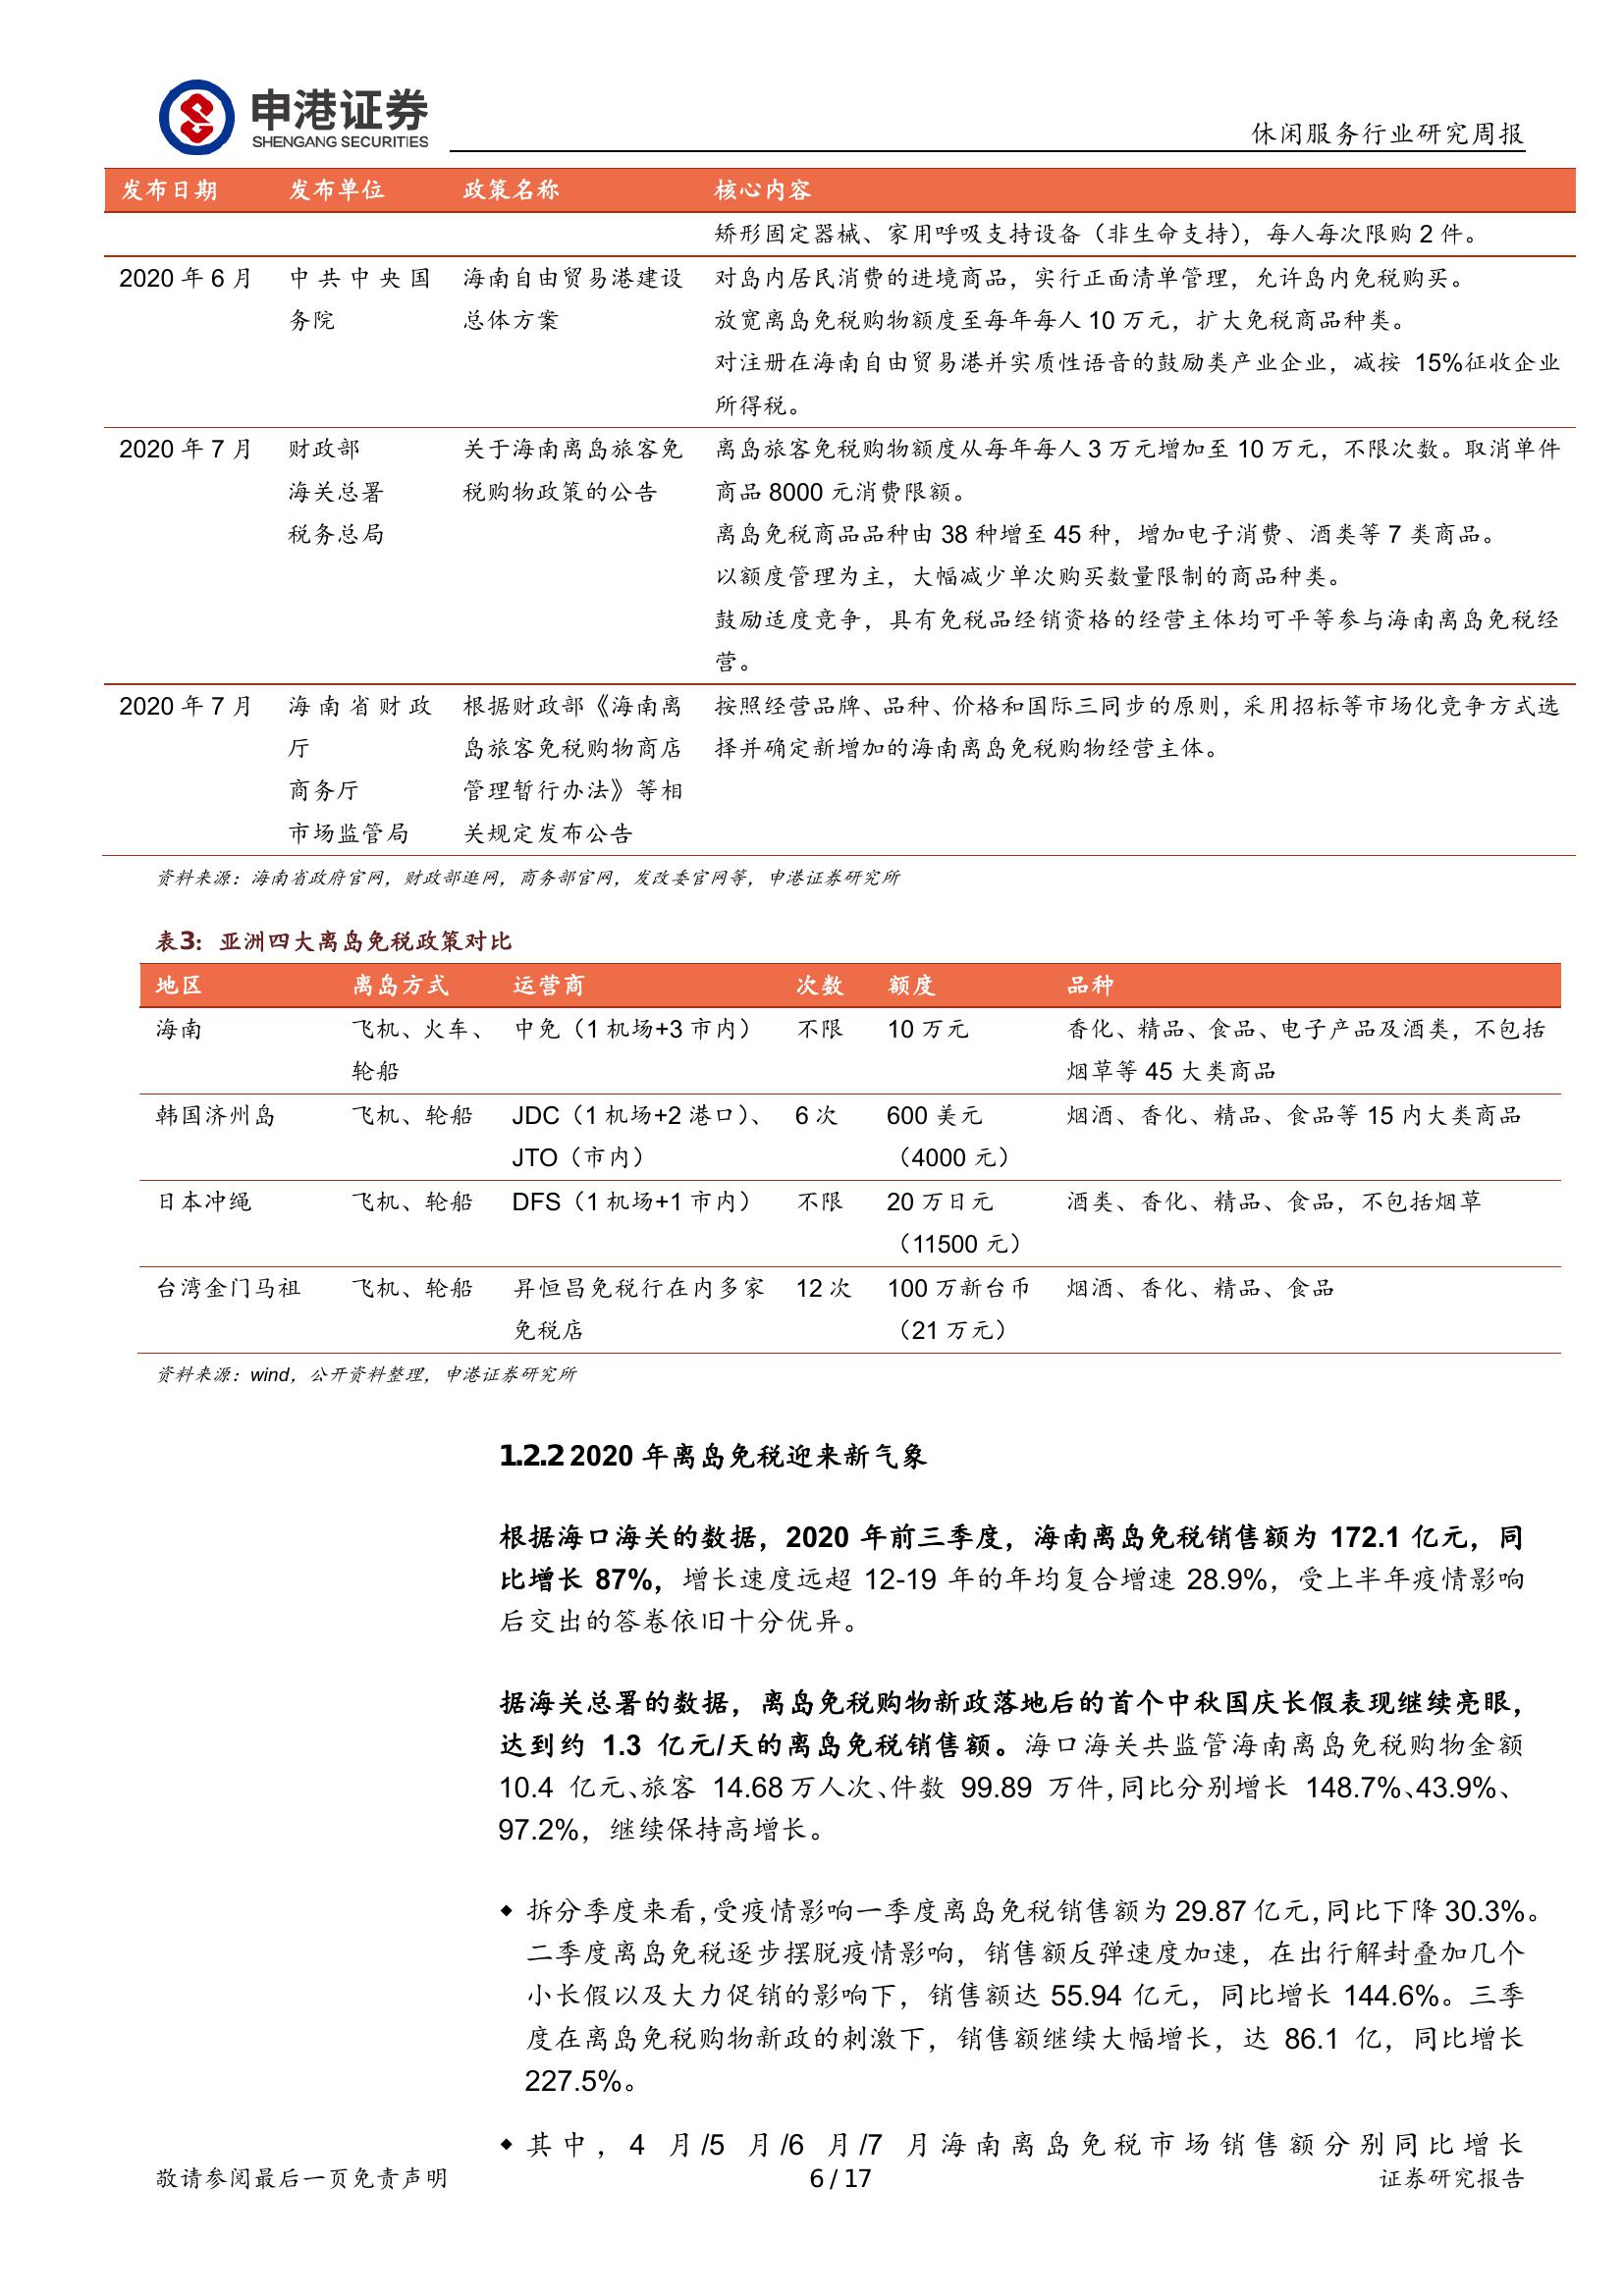 申港证券
SHENGANG SECURITIES
休闲服务行业研究周报
发布日期 发布单位 政策名称 核心内容
矫形固定器械、家用呼吸支持设备（非生命支持），每人每次限购 2 件。
2020 年 6 月 中共中央国 海南自由贸易港建设 对岛内居民消费的进境商品，实行正面清单管理，允许岛内免税购买。
务院 总体方案 放宽离岛免税购物额度至每年每人 10 万元，扩大免税商品种类。
对注册在海南自由贸易港并实质性语音的鼓励类产业企业，减按 15%征收企业
所得税。
2020 年 7 月 财政部 关于海南离岛旅客免 离岛旅客免税购物额度从每年每人 3 万元增加至 10 万元，不限次数。取消单件
海关总署 税购物政策的公告 商品 8000 元消费限额。
税务总局 离岛免税商品品种由 38 种增至 45 种，增加电子消费、酒类等 7 类商品。
以额度管理为主，大幅减少单次购买数量限制的商品种类。
鼓励适度竞争，具有免税品经销资格的经营主体均可平等参与海南离岛免税经
营。
2020 年 7 月 海南省财政 根据财政部《海南离 按照经营品牌、品种、价格和国际三同步的原则，采用招标等市场化竞争方式选
厅 岛旅客免税购物商店 择并确定新增加的海南离岛免税购物经营主体。
商务厅 管理暂行办法》等相
市场监管局 关规定发布公告
资料来源：海南省政府官网，财政部逛网，商务部官网，发改委官网等，申港证券研究所
表3：亚洲四大离岛免税政策对比
地区 离岛方式 运营商 次数 额度 品种
海南 飞机、火车、 中免（1 机场+3 市内） 不限 10 万元 香化、精品、食品、电子产品及酒类，不包括
轮船 烟草等 45 大类商品
韩国济州岛 飞机、轮船 JDC（1 机场+2 港口）、 6 次 600 美元 烟酒、香化、精品、食品等 15 内大类商品
JTO（市内） （4000 元）
日本冲绳 飞机、轮船 DFS（1 机场+1 市内） 不限 20 万日元 酒类、香化、精品、食品，不包括烟草
（11500 元）
台湾金门马祖 飞机、轮船 昇恒昌免税行在内多家 12 次 100 万新台币 烟酒、香化、精品、食品
免税店 （21 万元）
资料来源：wind，公开资料整理，申港证券研究所
1.2.2 2020 年离岛免税迎来新气象
根据海口海关的数据，2020 年前三季度，海南离岛免税销售额为 172.1 亿元，同
比增长 87%，增长速度远超 12-19 年的年均复合增速 28.9%，受上半年疫情影响
后交出的答卷依旧十分优异。
据海关总署的数据，离岛免税购物新政落地后的首个中秋国庆长假表现继续亮眼，
达到约 1.3 亿元/天的离岛免税销售额。海口海关共监管海南离岛免税购物金额
10.4 亿元、旅客 14.68 万人次、件数 99.89 万件，同比分别增长 148.7%、43.9%、
97.2%，继续保持高增长。
◆ 拆分季度来看，受疫情影响一季度离岛免税销售额为 29.87 亿元，同比下降 30.3%。
二季度离岛免税逐步摆脱疫情影响，销售额反弹速度加速，在出行解封叠加几个
小长假以及大力促销的影响下，销售额达 55.94 亿元，同比增长 144.6%。三季
度在离岛免税购物新政的刺激下，销售额继续大幅增长，达 86.1 亿，同比增长
227.5%。
◆ 其中，4 月/5 月/6 月/7 月海南离岛免税市场销售额分别同比增长
敬请参阅最后一页免责声明 6 / 17 证券研究报告